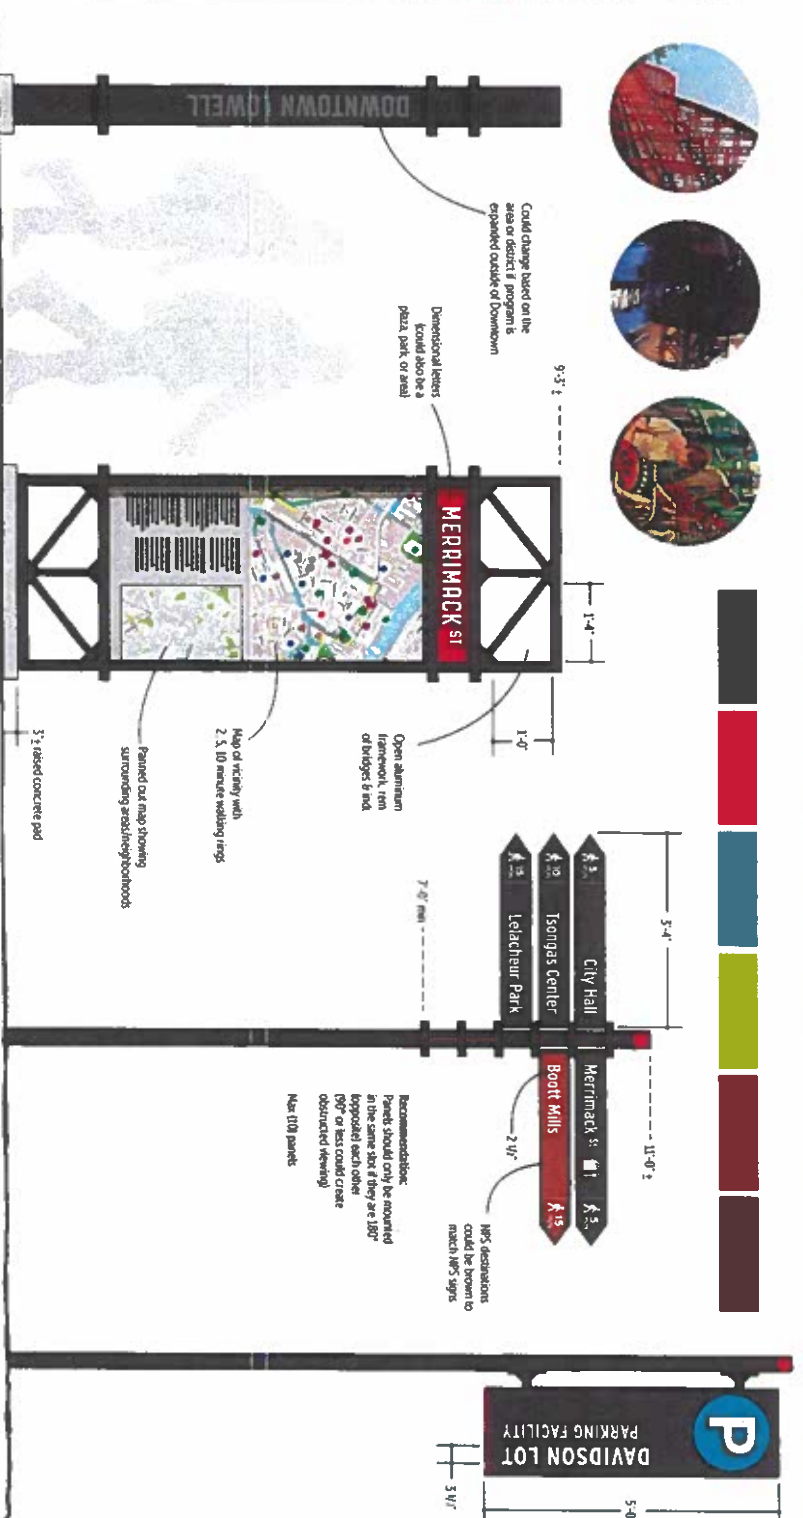 DOWNTOWN LOWELL
Could change based on the
area or district if program is
expanded outside of Downtown
Dimensional letters
(could also be a
plaza, park, or area)
9'-3" ±
MERRIMACK ST
1'-4"
1'-0"
Open aluminum
framework, rem
of bridges & indu
Map of vicinity with
2, 5, 10 minute walking rings
Panned out map showing
surrounding areas/neighborhoods
3" ± raised concrete pad
3'-4"
5 City Hall
10 Tsongas Center
15 Lelacheur Park
7'-0" min
Merrimack St 5
Boott Mills 15
11'-0" ±
2 ½"
NPS destinations
could be brown to
match NPS signs
Recommendation:
Panels should only be mounted
in the same slot if they are 180°
(opposite) each other
(90° or less could create
obstructed viewing)
Max (10) panels
P
DAVIDSON LOT
PARKING FACILITY
3 ½"
5'-0